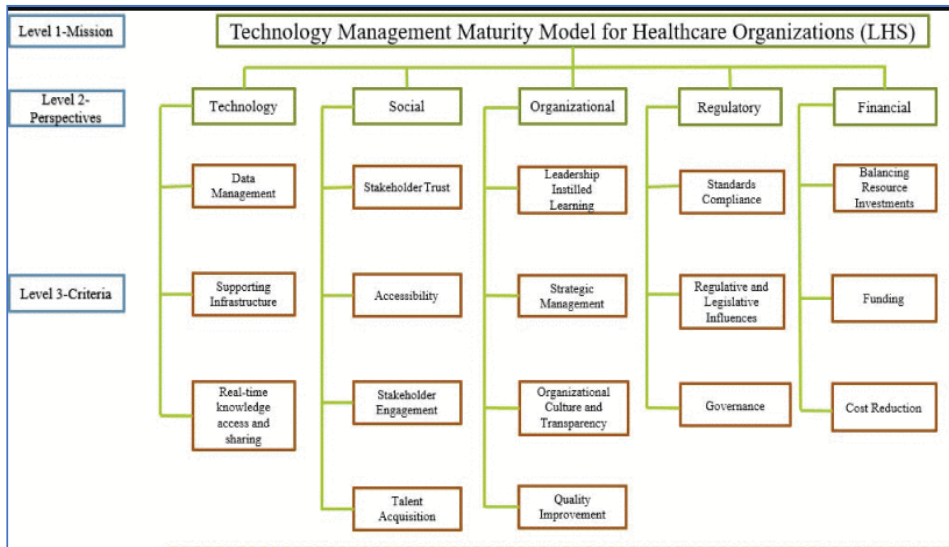 Level 1-Mission
Technology Management Maturity Model for Healthcare Organizations (LHS)
Level 2-
Perspectives
Technology
Social
Organizational
Regulatory
Financial
Data
Management
Stakeholder Trust
Leadership
Instilled
Learning
Standards
Compliance
Balancing
Resource
Investments
Level 3-Criteria
Supporting
Infrastructure
Accessibility
Strategic
Management
Regulative and
Legislative
Influences
Funding
Real-time
knowledge
access and
sharing
Stakeholder
Engagement
Organizational
Culture and
Transparency
Governance
Cost Reduction
Talent
Acquisition
Quality
Improvement